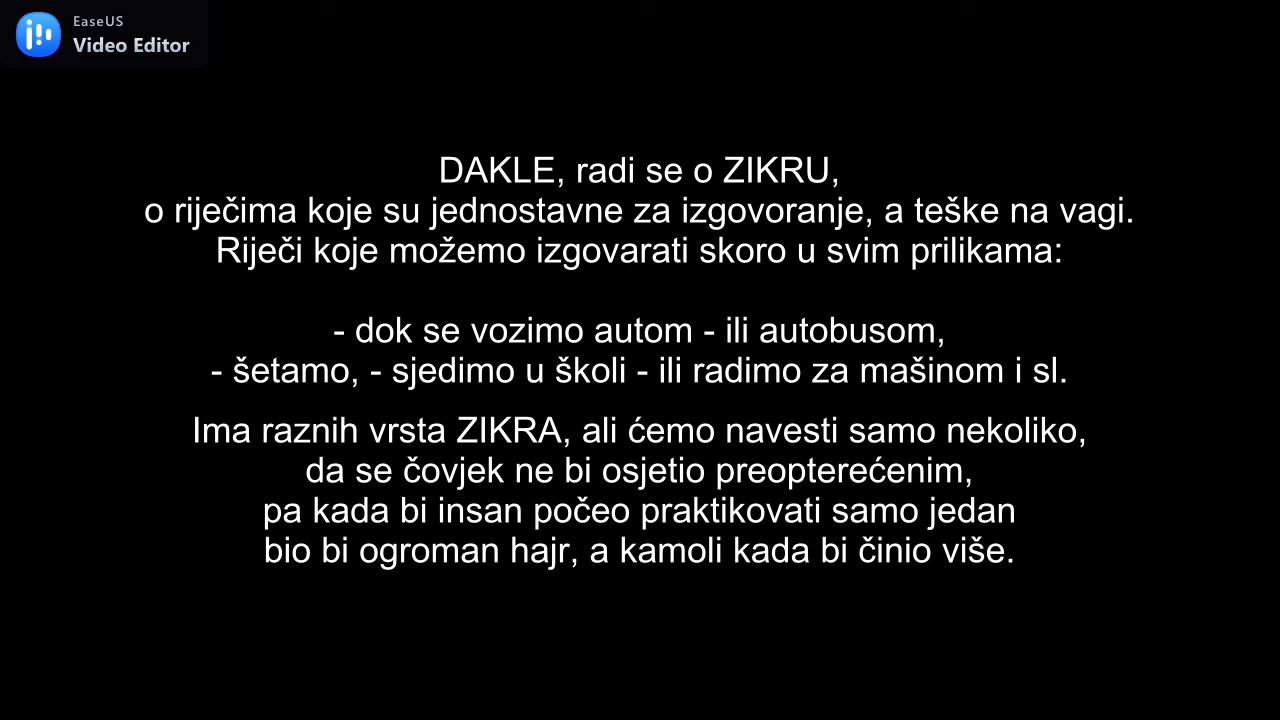 EaseUS
Video Editor
DAKLE, radi se o ZIKRU,
o riječima koje su jednostavne za izgovoranje, a teške na vagi.
Riječi koje možemo izgovarati skoro u svim prilikama:
- dok se vozimo autom - ili autobusom,
- šetamo, - sjedimo u školi - ili radimo za mašinom i sl.
Ima raznih vrsta ZIKRA, ali ćemo navesti samo nekoliko,
da se čovjek ne bi osjetio preopterećenim,
pa kada bi insan počeo praktikovati samo jedan
bio bi ogroman hajr, a kamoli kada bi činio više.